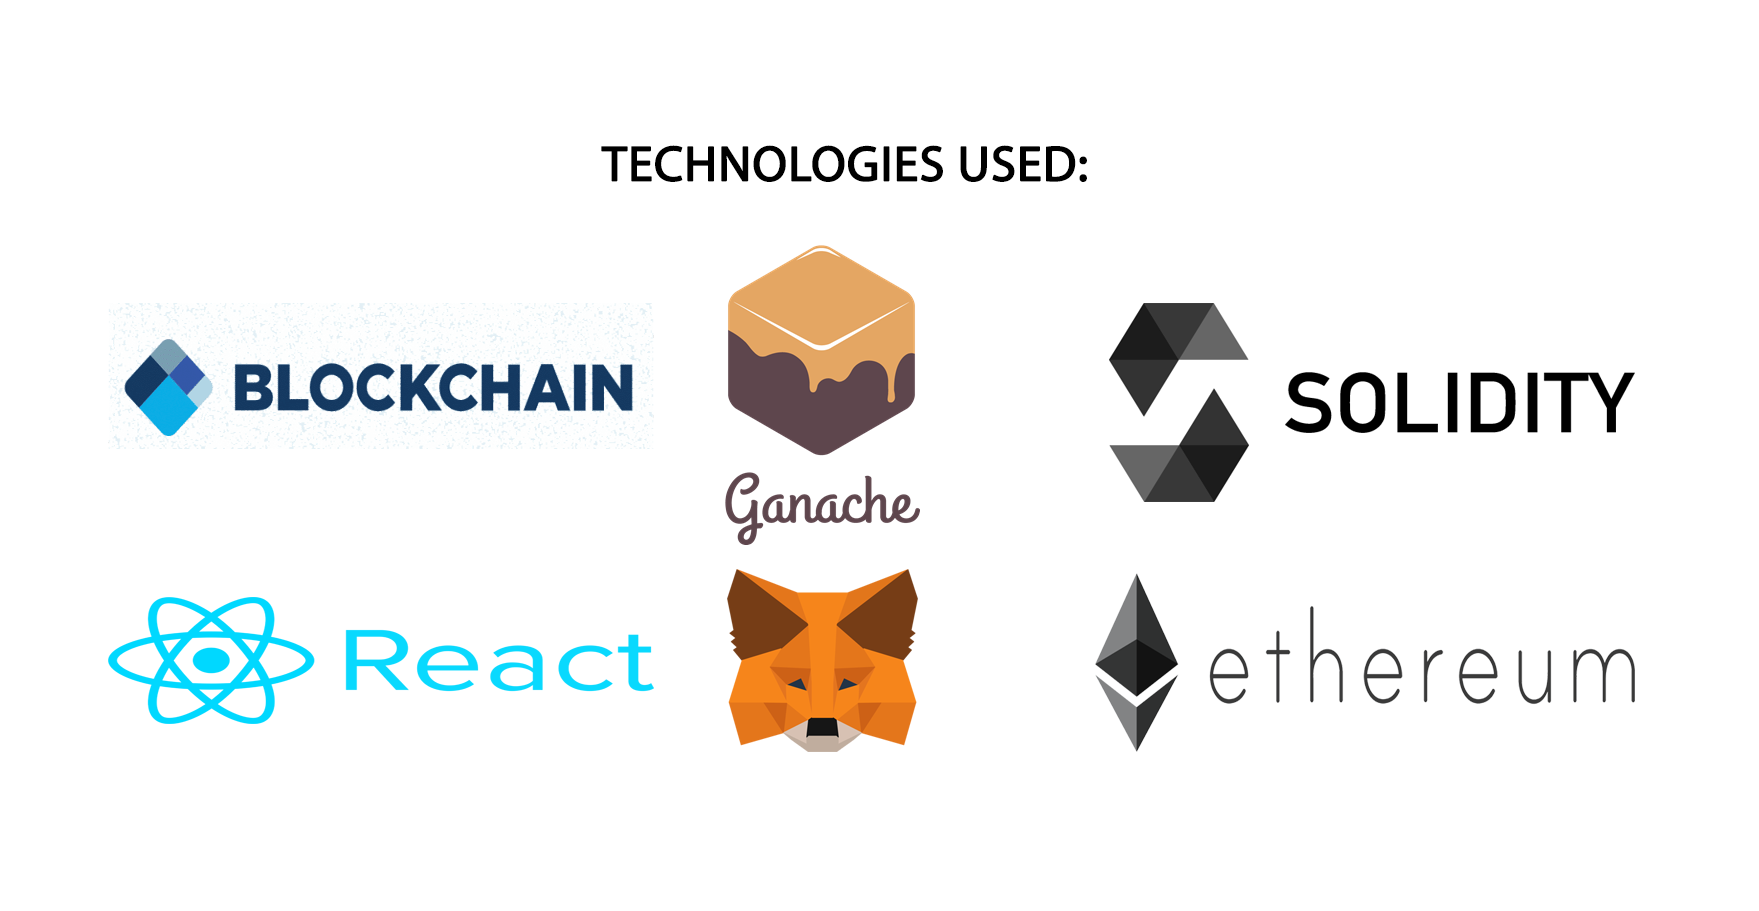 TECHNOLOGIES USED:
BLOCKCHAIN
Ganache
SOLIDITY
React
ethereum